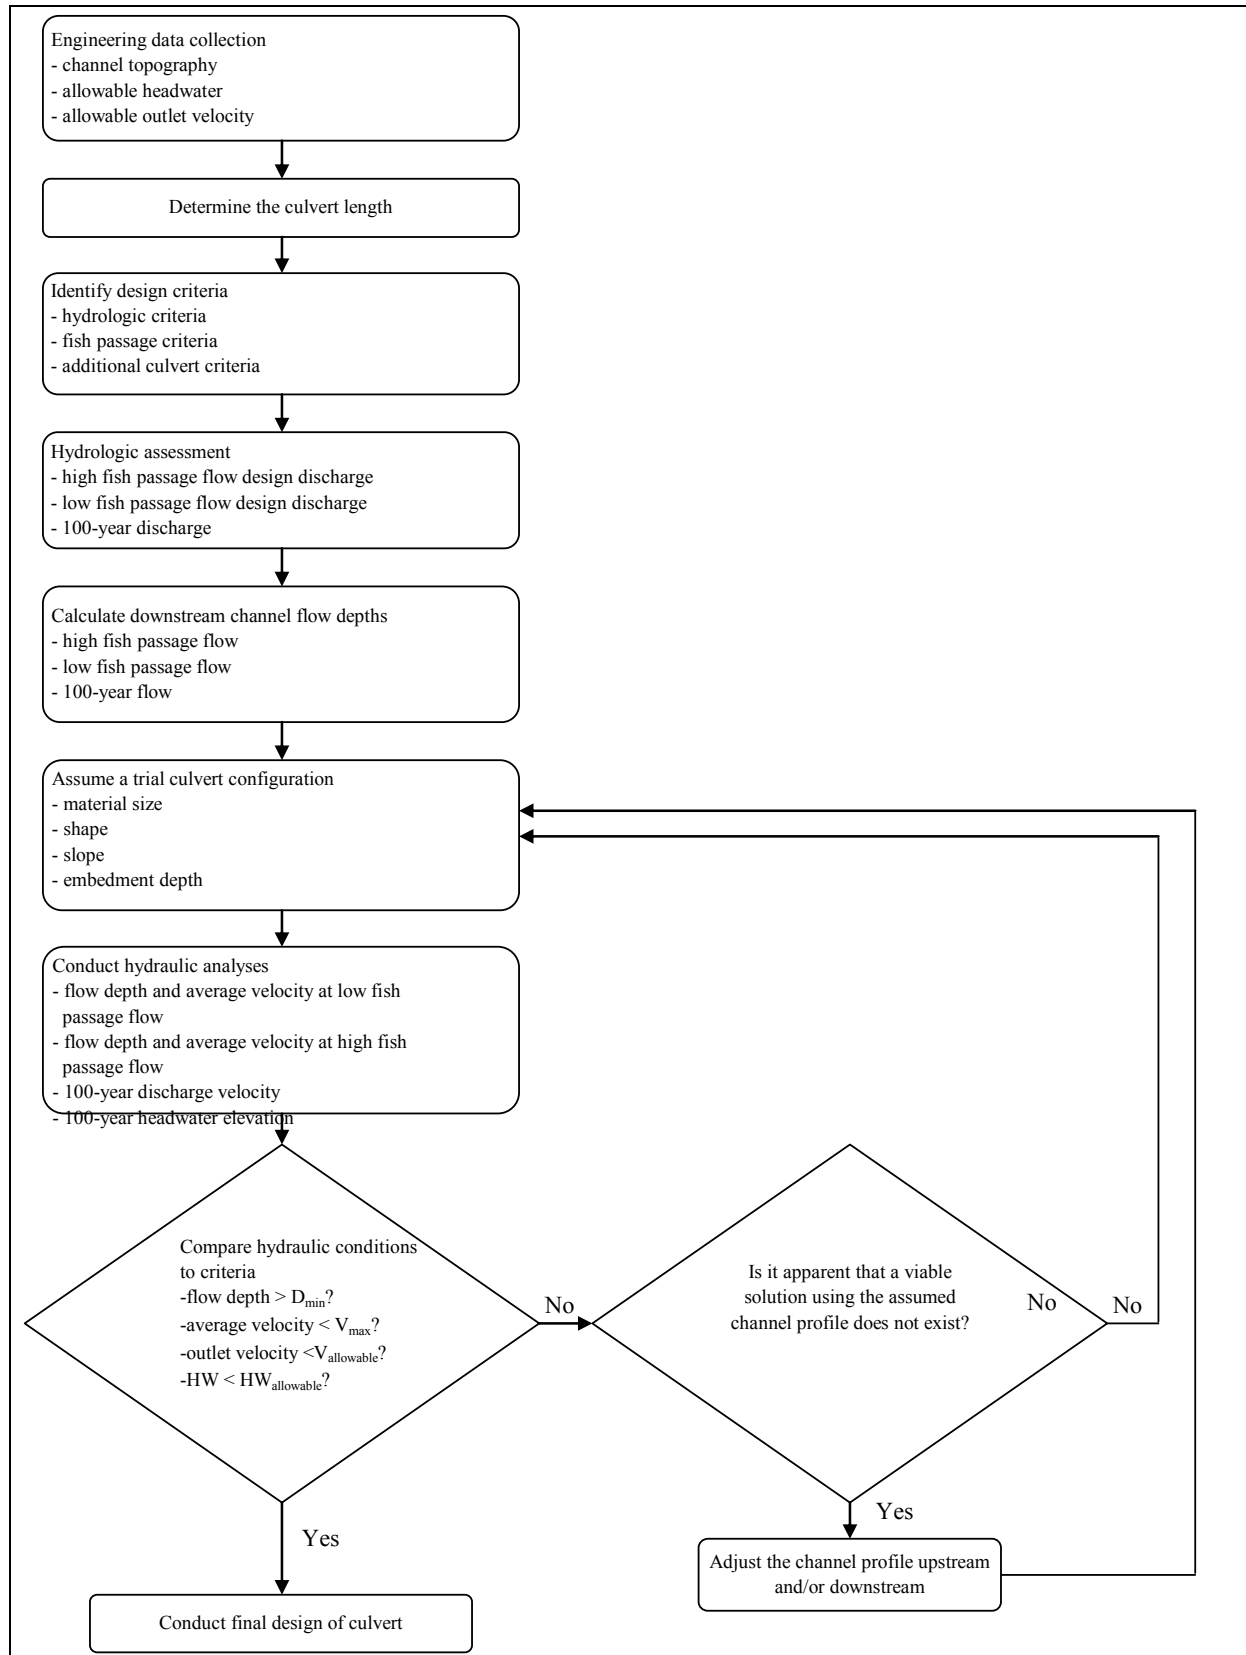 Engineering data collection
- channel topography
- allowable headwater
- allowable outlet velocity
Determine the culvert length
Identify design criteria
- hydrologic criteria
- fish passage criteria
- additional culvert criteria
Hydrologic assessment
- high fish passage flow design discharge
- low fish passage flow design discharge
- 100-year discharge
Calculate downstream channel flow depths
- high fish passage flow
- low fish passage flow
- 100-year flow
Assume a trial culvert configuration
- material size
- shape
- slope
- embedment depth
Conduct hydraulic analyses
- flow depth and average velocity at low fish
passage flow
- flow depth and average velocity at high fish
passage flow
- 100-year discharge velocity
- 100-year headwater elevation
Compare hydraulic conditions
to criteria
-flow depth > Dmin?
-average velocity < Vmax?
-outlet velocity <Vallowable?
-HW < HWallowable?
No
Is it apparent that a viable
solution using the assumed
channel profile does not exist?
No
No
Yes
Yes
Adjust the channel profile upstream
and/or downstream
Conduct final design of culvert